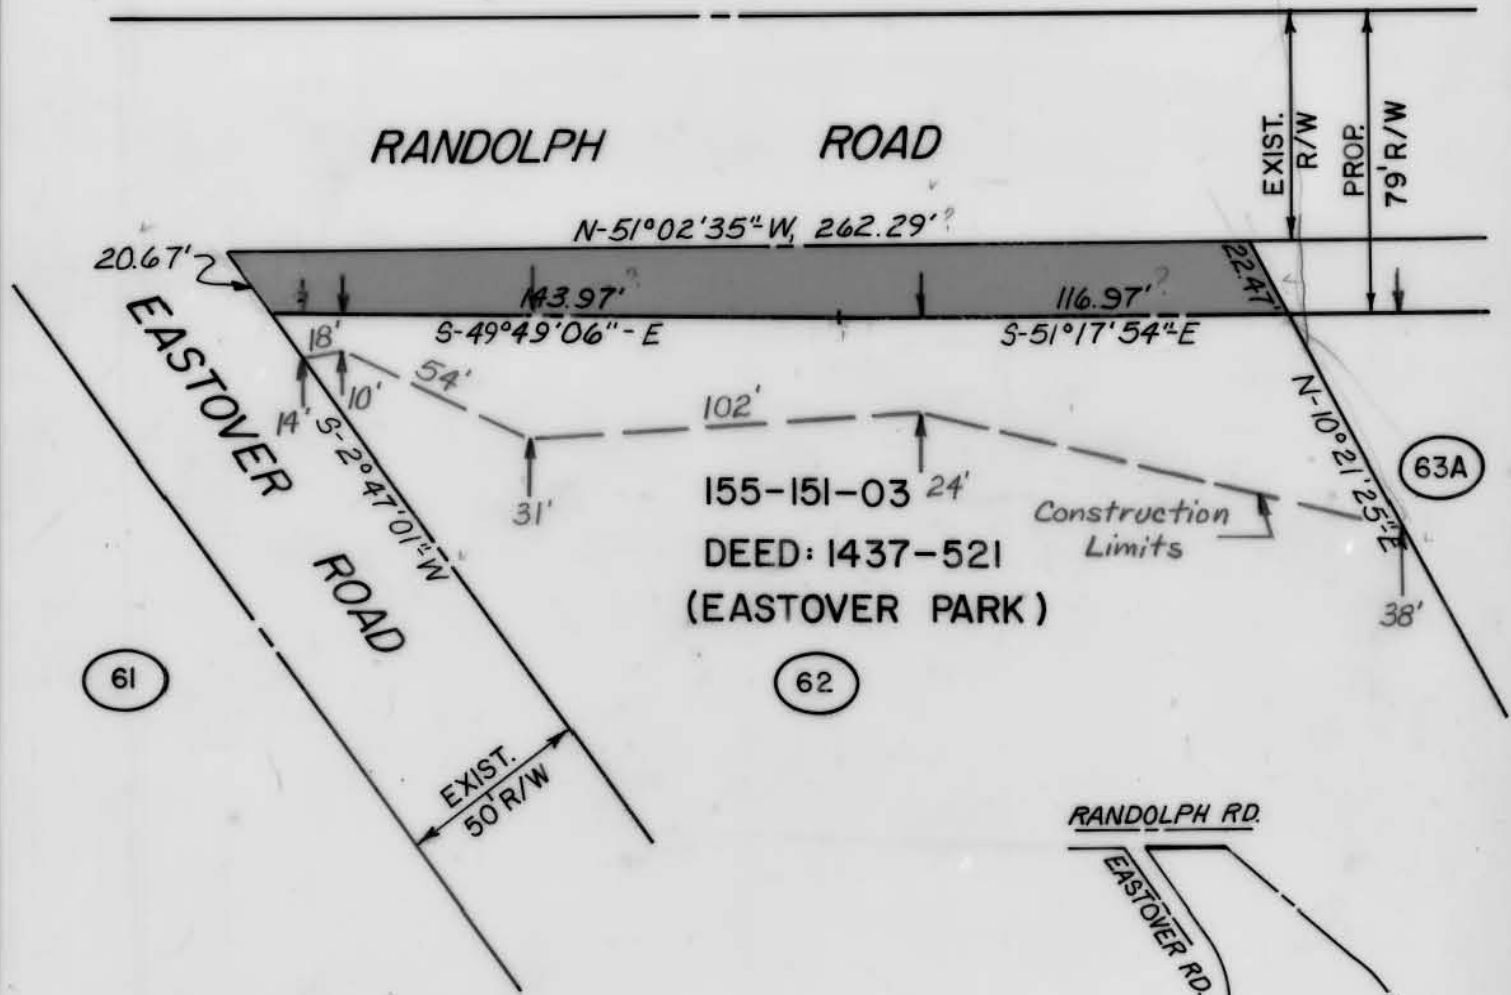 RANDOLPH ROAD
EXIST.
R/W
PROP.
79' R/W
N-51°02'35"-W, 262.29'?
20.67'
22.47'
143.97' ?
116.97' ?
S-49°49'06"-E
S-51°17'54"-E
EASTOVER ROAD
18'
10'
14'
54'
102'
31'
24'
38'
S-2°47'01"-W
N-10°21'25"-E
63A
155-151-03
DEED: 1437-521
(EASTOVER PARK)
Construction
Limits
61
62
EXIST.
50' R/W
RANDOLPH RD.
EASTOVER RD.